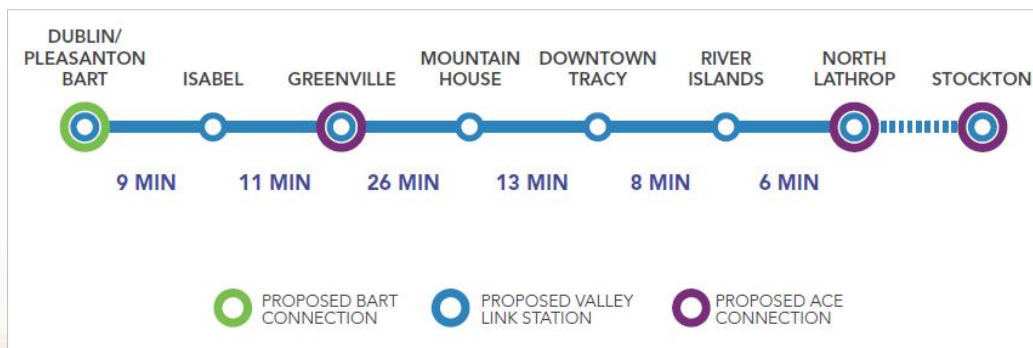 DUBLIN/
PLEASANTON
BART
ISABEL
GREENVILLE
MOUNTAIN
HOUSE
DOWNTOWN
TRACY
RIVER
ISLANDS
NORTH
LATHROP
STOCKTON
9 MIN
11 MIN
26 MIN
13 MIN
8 MIN
6 MIN
PROPOSED BART
CONNECTION
PROPOSED VALLEY
LINK STATION
PROPOSED ACE
CONNECTION